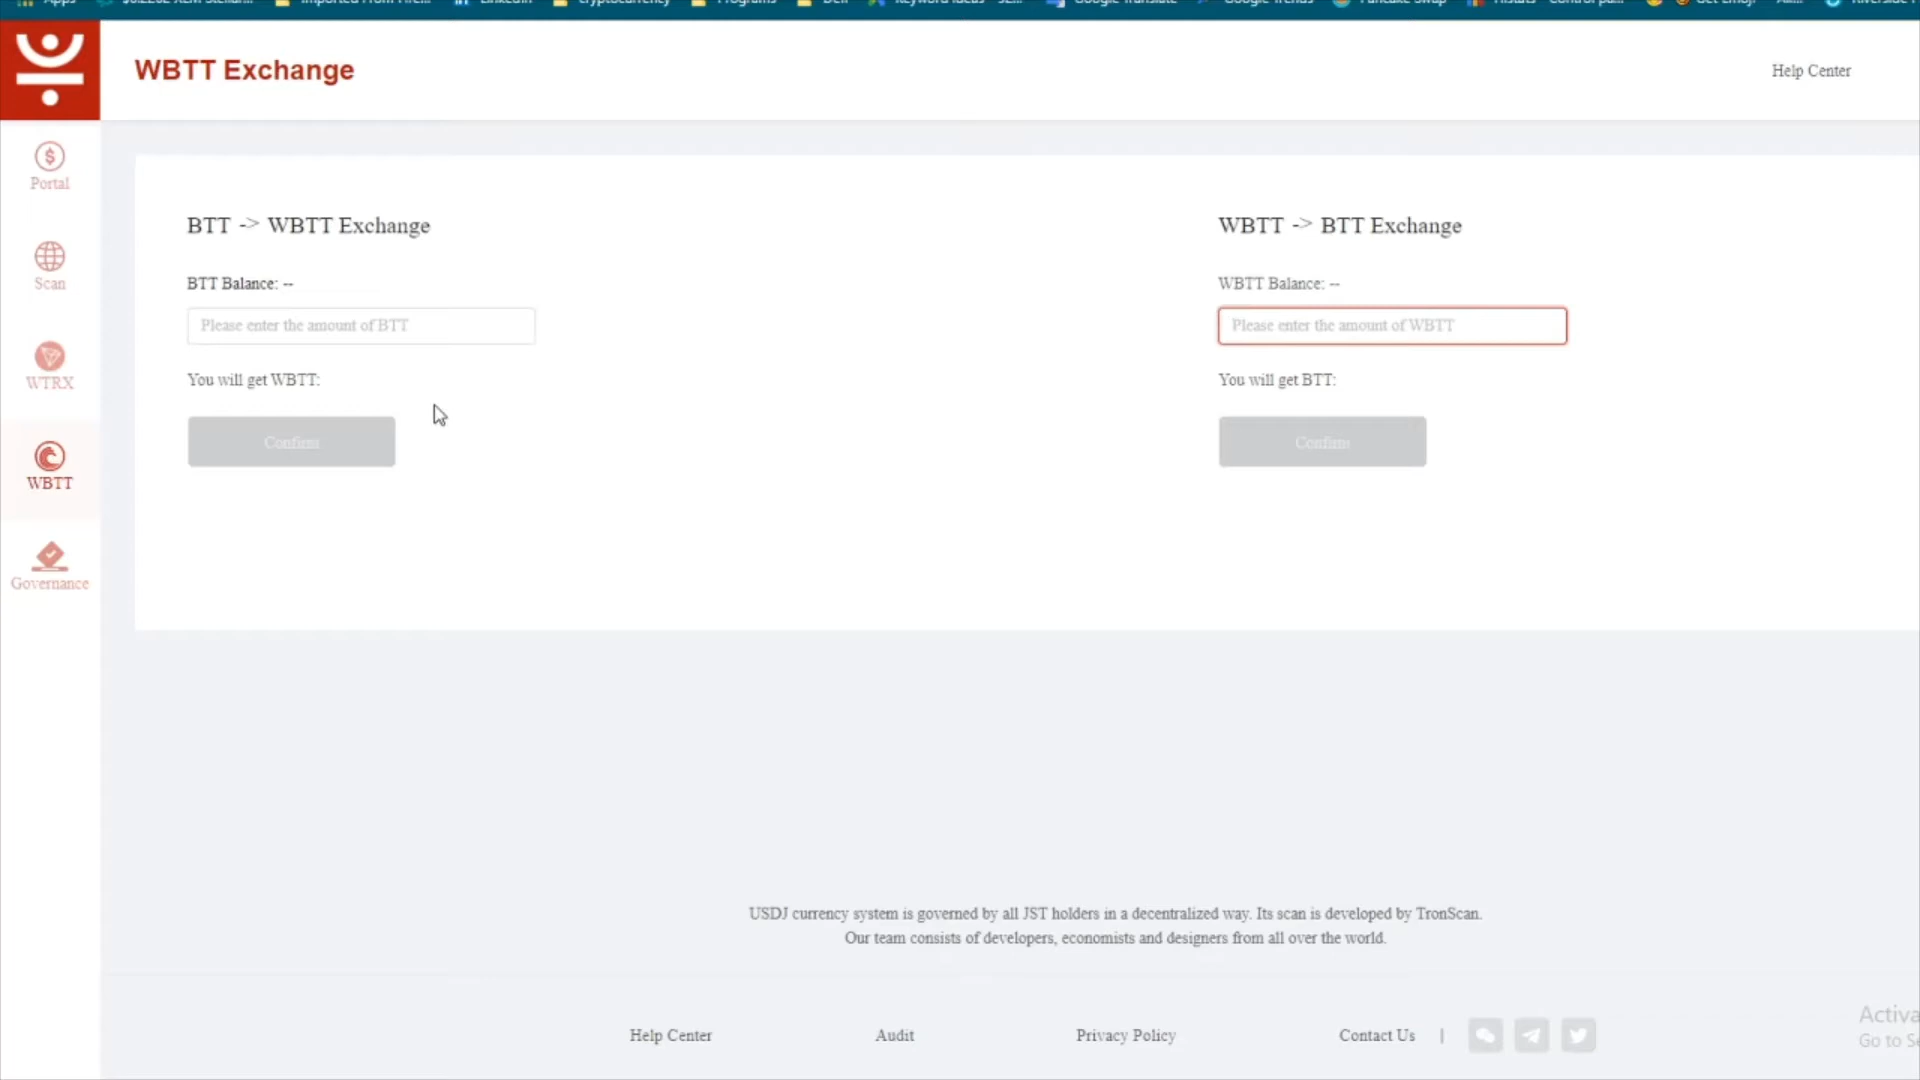 WBTT Exchange
Help Center
Portal
Scan
WTRX
WBTT
Governance
BTT -> WBTT Exchange
BTT Balance: --
Please enter the amount of BTT
You will get WBTT:
Confirm
WBTT -> BTT Exchange
WBTT Balance: --
Please enter the amount of WBTT
You will get BTT:
Confirm
USDJ currency system is governed by all JST holders in a decentralized way. Its scan is developed by TronScan.
Our team consists of developers, economists and designers from all over the world.
Help Center
Audit
Privacy Policy
Contact Us |
Activa
Go to Se